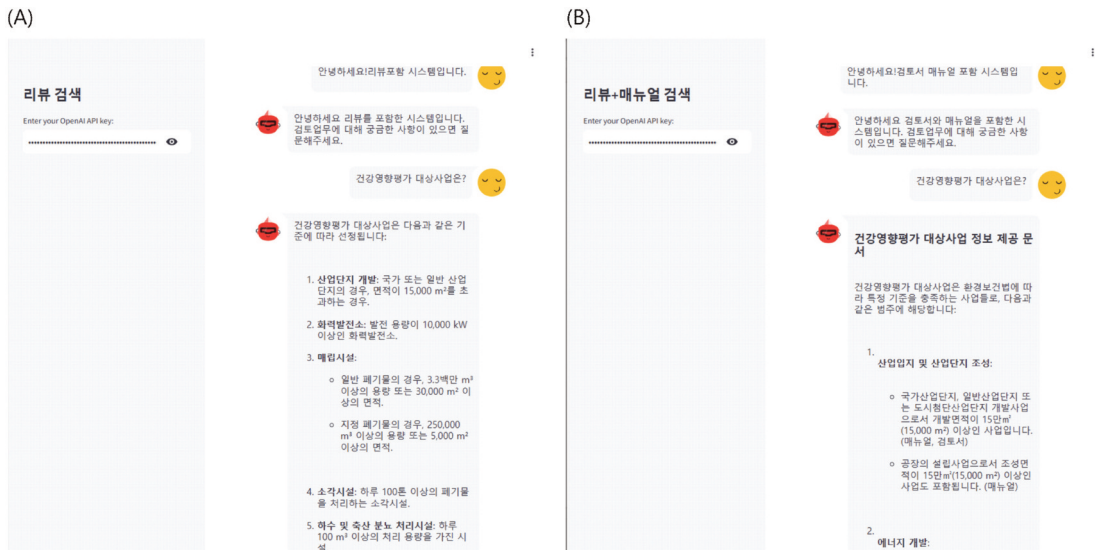 (A)
리뷰 검색
Enter your OpenAI API key:
안녕하세요!리뷰포함 시스템입니다.
안녕하세요 리뷰를 포함한 시스템입니다.
검토업무에 대해 궁금한 사항이 있으면 질
문해주세요.
건강영향평가 대상사업은?
건강영향평가 대상사업은 다음과 같은 기
준에 따라 선정됩니다:
1. 산업단지 개발: 국가 또는 일반 산업
단지의 경우, 면적이 15,000 m²를 초
과하는 경우.
2. 화력발전소: 발전 용량이 10,000 kW
이상인 화력발전소.
3. 매립시설:
○ 일반 폐기물의 경우, 3.3백만 m³
이상의 용량 또는 30,000 m² 이
상의 면적.
○ 지정 폐기물의 경우, 250,000
m³ 이상의 용량 또는 5,000 m²
이상의 면적.
4. 소각시설: 하루 100톤 이상의 폐기물
을 처리하는 소각시설.
5. 하수 및 축산 분뇨 처리시설: 하루
100 m³ 이상의 처리 용량을 가진 시
설
(B)
리뷰+매뉴얼 검색
Enter your OpenAI API key:
안녕하세요!검토서 매뉴얼 포함 시스템입
니다.
안녕하세요 검토서와 매뉴얼을 포함한 시
스템입니다. 검토업무에 대해 궁금한 사항
이 있으면 질문해주세요.
건강영향평가 대상사업은?
건강영향평가 대상사업 정보 제공 문
서
건강영향평가 대상사업은 환경보건법에 따
라 특정 기준을 충족하는 사업들로, 다음과
같은 범주에 해당합니다:
1.
산업입지 및 산업단지 조성:
○ 국가산업단지, 일반산업단지 또
는 도시첨단산업단지 개발사업
으로서 개발면적이 15만㎡
(15,000 m²) 이상인 사업입니다.
(매뉴얼, 검토서)
○ 공장의 설립사업으로서 조성면
적이 15만㎡(15,000 m²) 이상인
사업도 포함됩니다. (매뉴얼)
2.
에너지 개발: